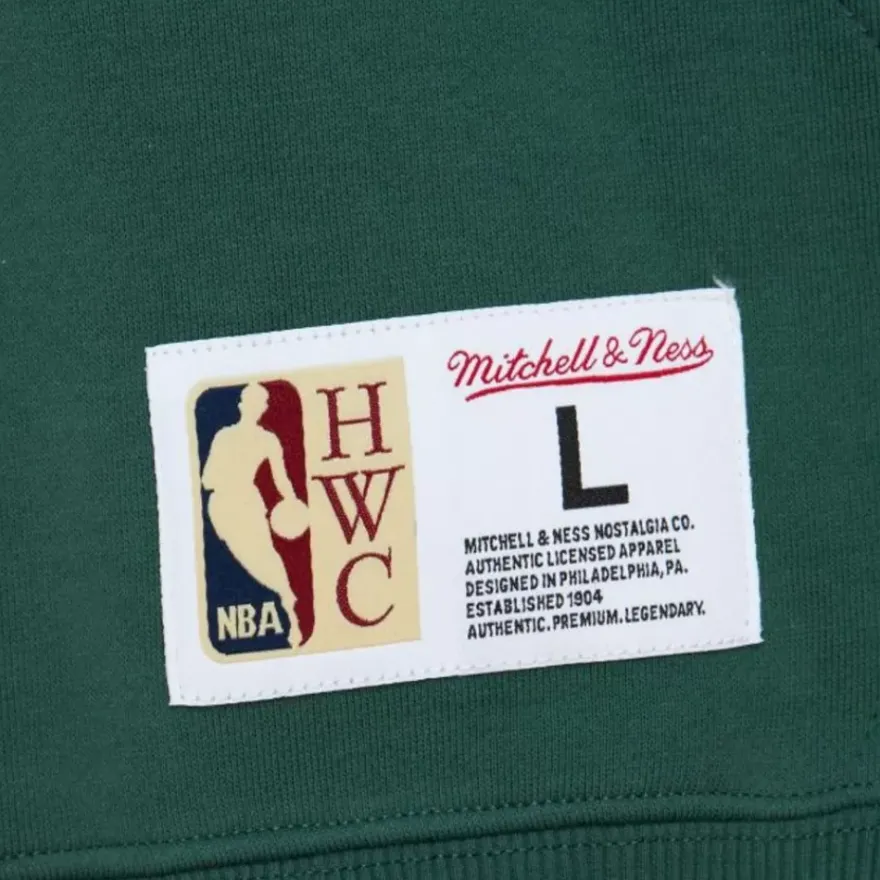 NBA
H
W
C
Mitchell & Ness
L
MITCHELL & NESS NOSTALGIA CO.
AUTHENTIC LICENSED APPAREL
DESIGNED IN PHILADELPHIA, PA.
ESTABLISHED 1904
AUTHENTIC. PREMIUM. LEGENDARY.